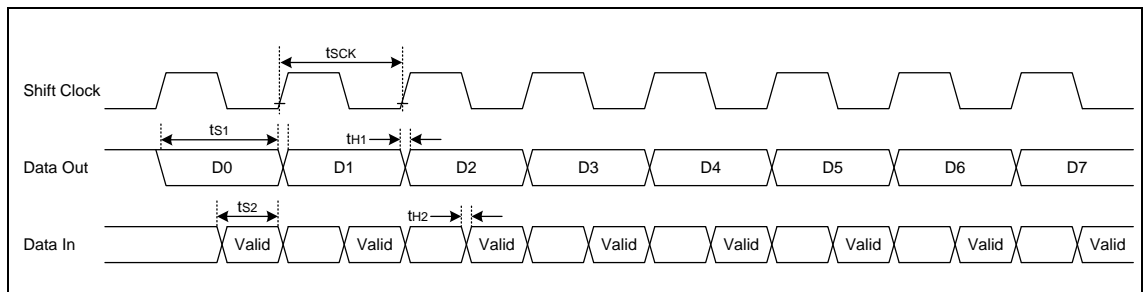 tSCK
Shift Clock
tS1
tH1
Data Out D0 D1 D2 D3 D4 D5 D6 D7
tS2
tH2
Data In Valid Valid Valid Valid Valid Valid Valid Valid